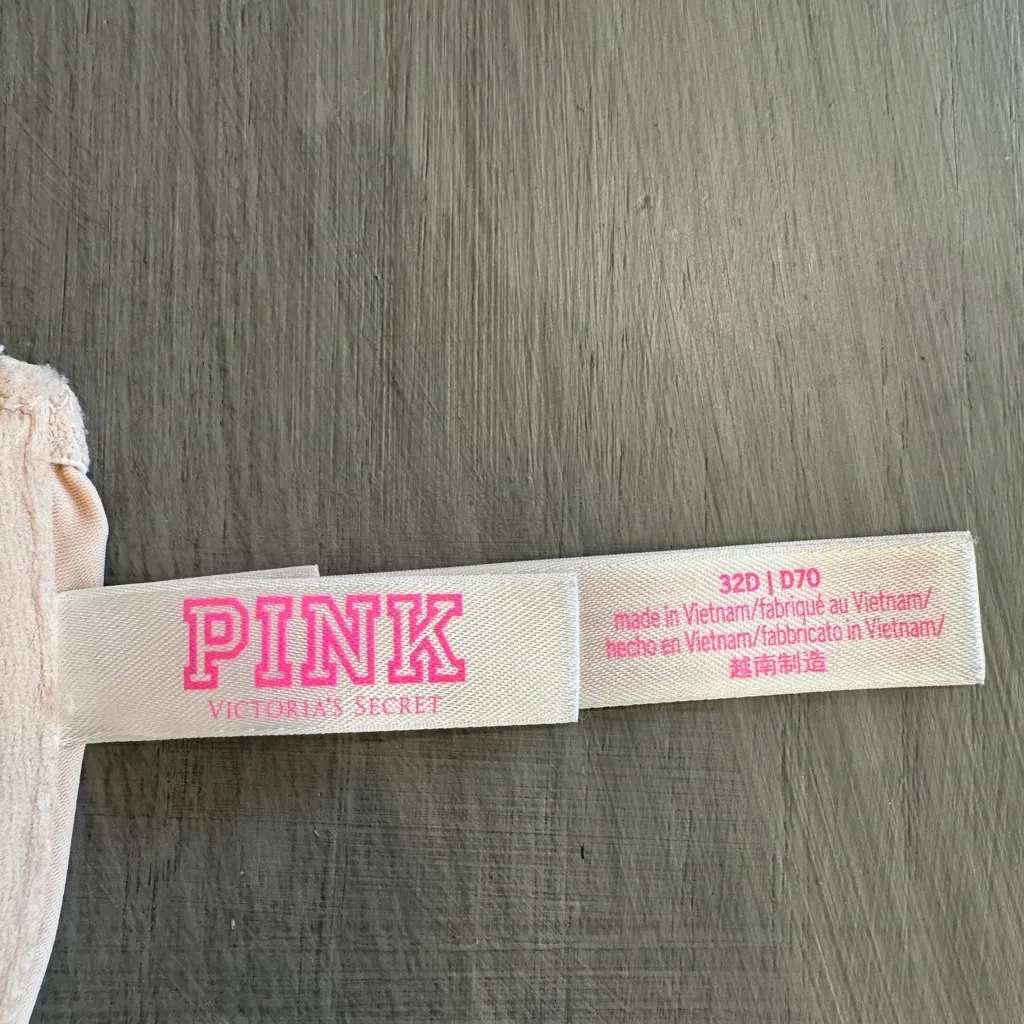 PINK
VICTORIA'S SECRET
32D | D70
made in Vietnam/fabriqué au Vietnam/
hecho en Vietnam/fabbricato in Vietnam/
越南制造